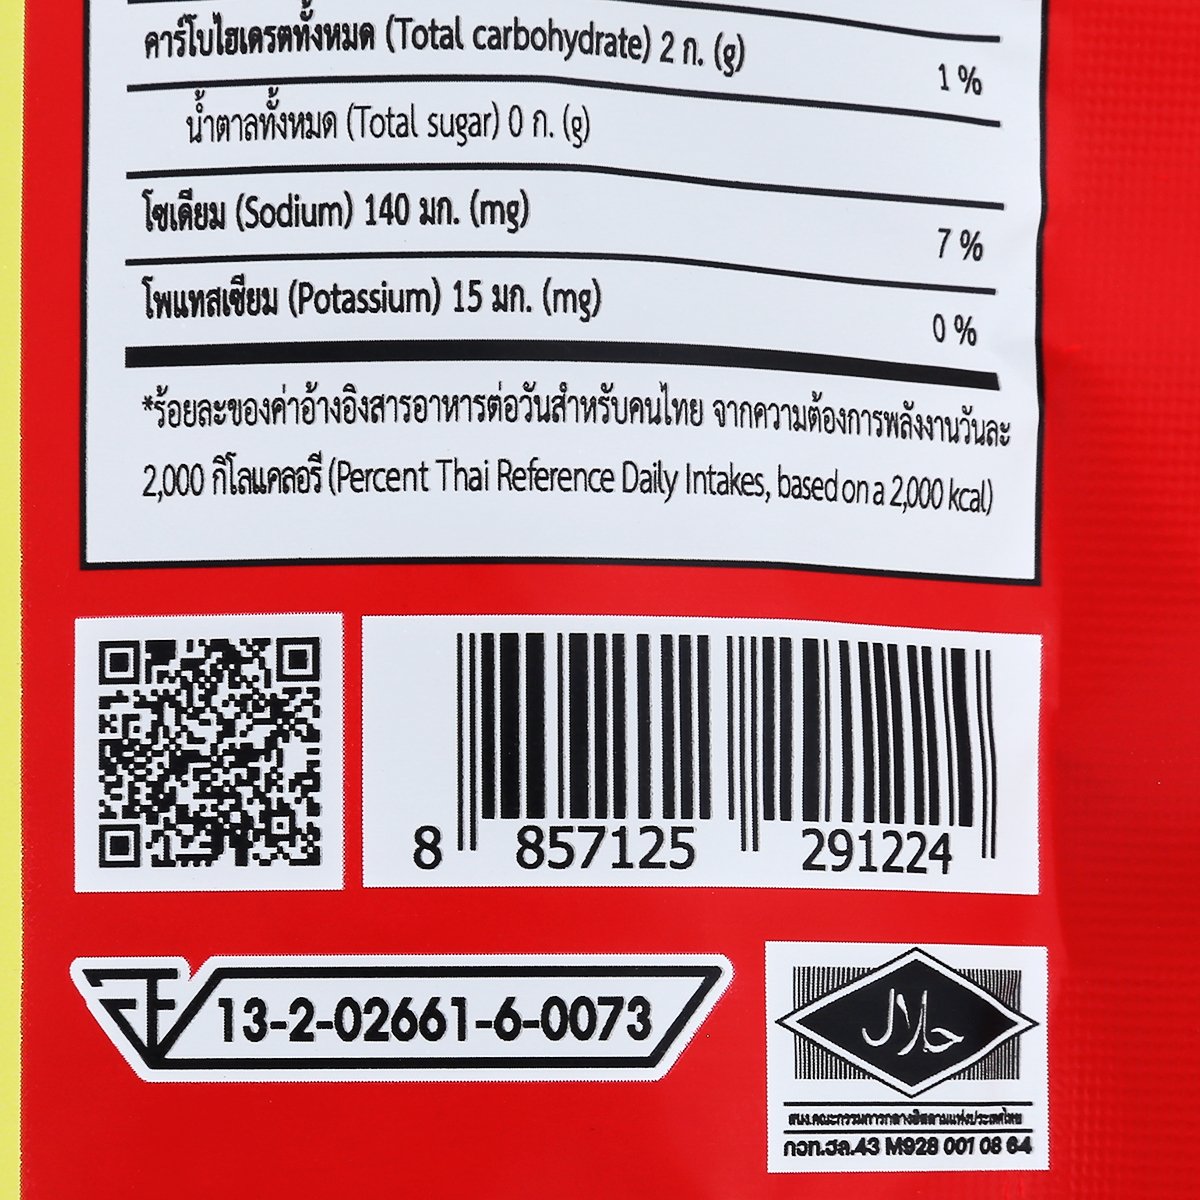 คาร์โบไฮเดรตทั้งหมด (Total carbohydrate) 2 ก. (g) 1 %
น้ำตาลทั้งหมด (Total sugar) 0 ก. (g)
โซเดียม (Sodium) 140 มก. (mg) 7 %
โพแทสเซียม (Potassium) 15 มก. (mg) 0 %
*ร้อยละของค่าอ้างอิงสารอาหารต่อวันสำหรับคนไทย จากความต้องการพลังงานวันละ
2,000 กิโลแคลอรี (Percent Thai Reference Daily Intakes, based on a 2,000 kcal)
8 857125 291224
13-2-02661-6-0073
حلال
สนง.คณะกรรมการกลางอิสลามแห่งประเทศไทย
กอท.ฮล.43 M928 001 08 64